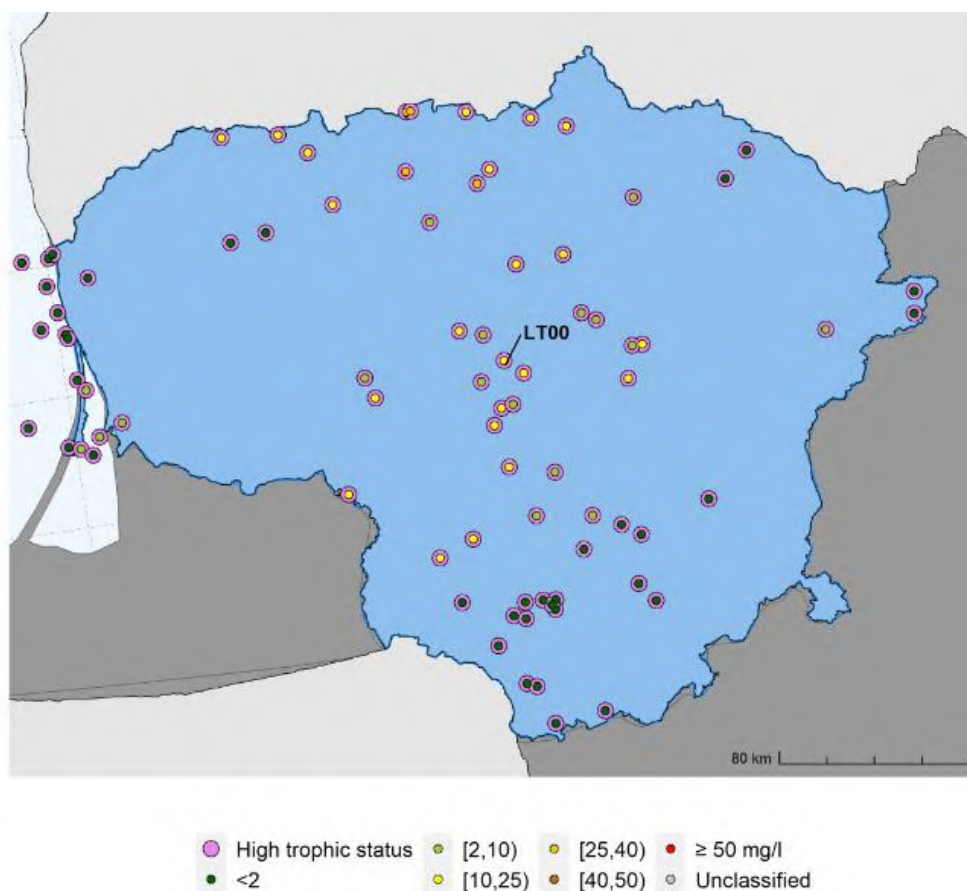 LT00
80 km
High trophic status [2,10) [25,40) ≥ 50 mg/l
<2 [10,25) [40,50) Unclassified